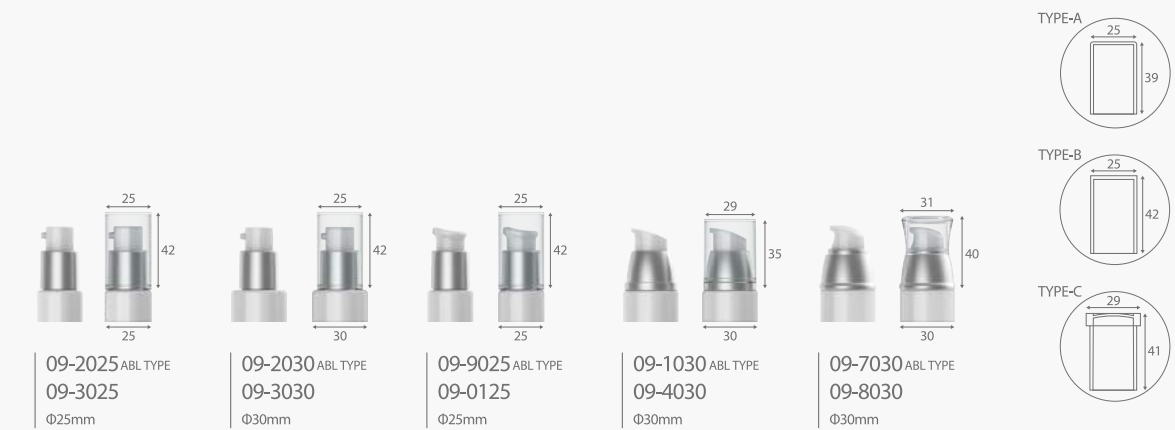 TYPE-A
25
39
TYPE-B
25
42
TYPE-C
29
41
25
42
25
25
42
30
25
42
25
29
35
30
31
40
30
09-2025 ABL TYPE
09-3025
Φ25mm
09-2030 ABL TYPE
09-3030
Φ30mm
09-9025 ABL TYPE
09-0125
Φ25mm
09-1030 ABL TYPE
09-4030
Φ30mm
09-7030 ABL TYPE
09-8030
Φ30mm